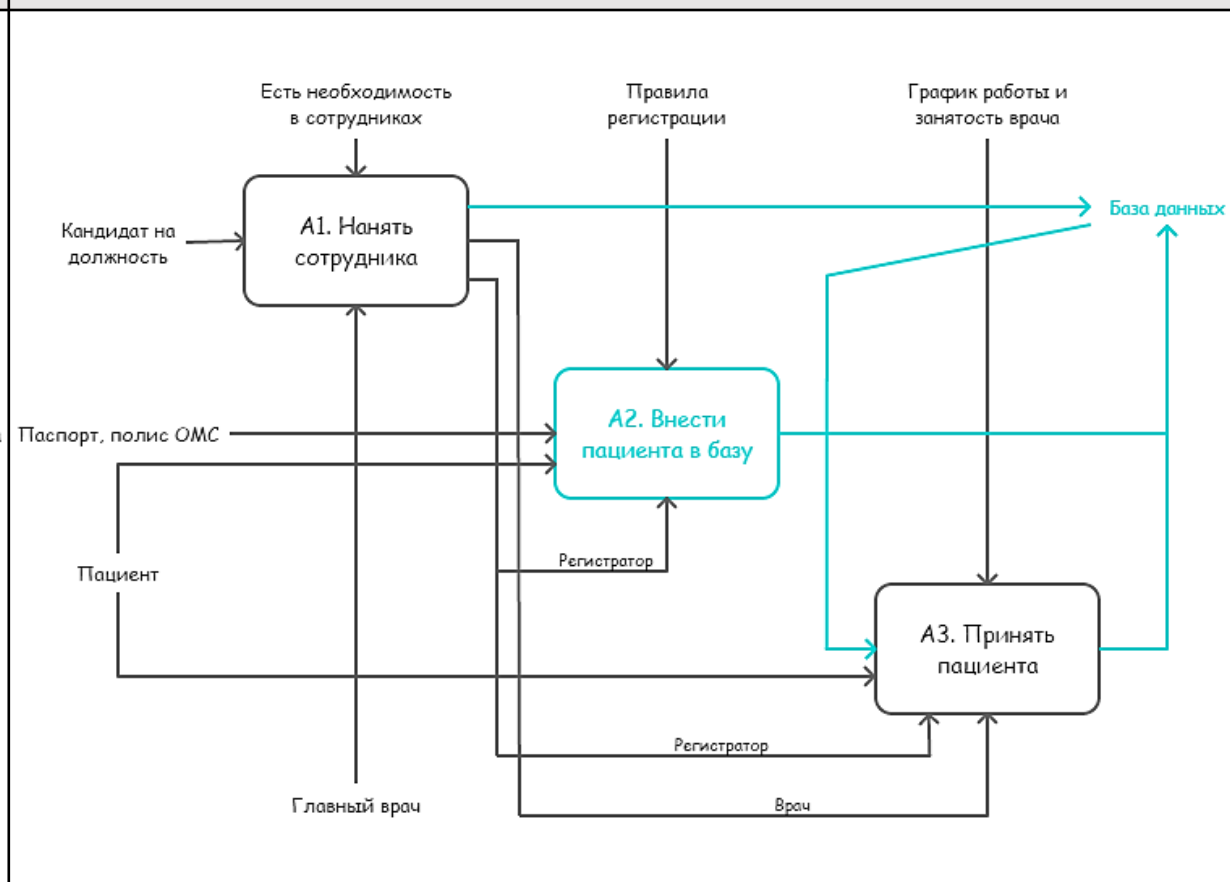 Есть необходимость
в сотрудниках
Правила
регистрации
График работы и
занятость врача
Кандидат на
должность
А1. Нанять
сотрудника
База данных
Паспорт, полис ОМС
А2. Внести
пациента в базу
Пациент
Регистратор
А3. Принять
пациента
Регистратор
Главный врач
Врач